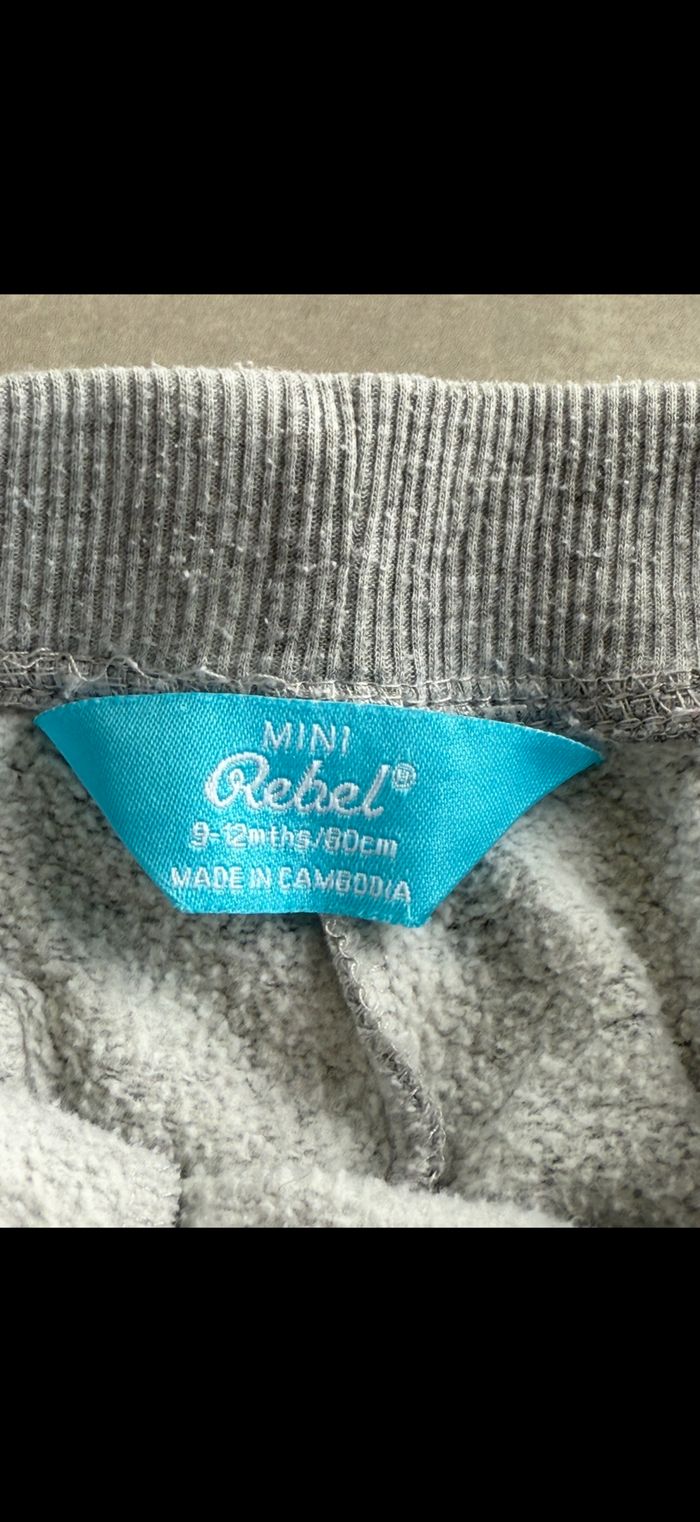 MINI
Rebel®
9-12mths/80cm
MADE IN CAMBODIA